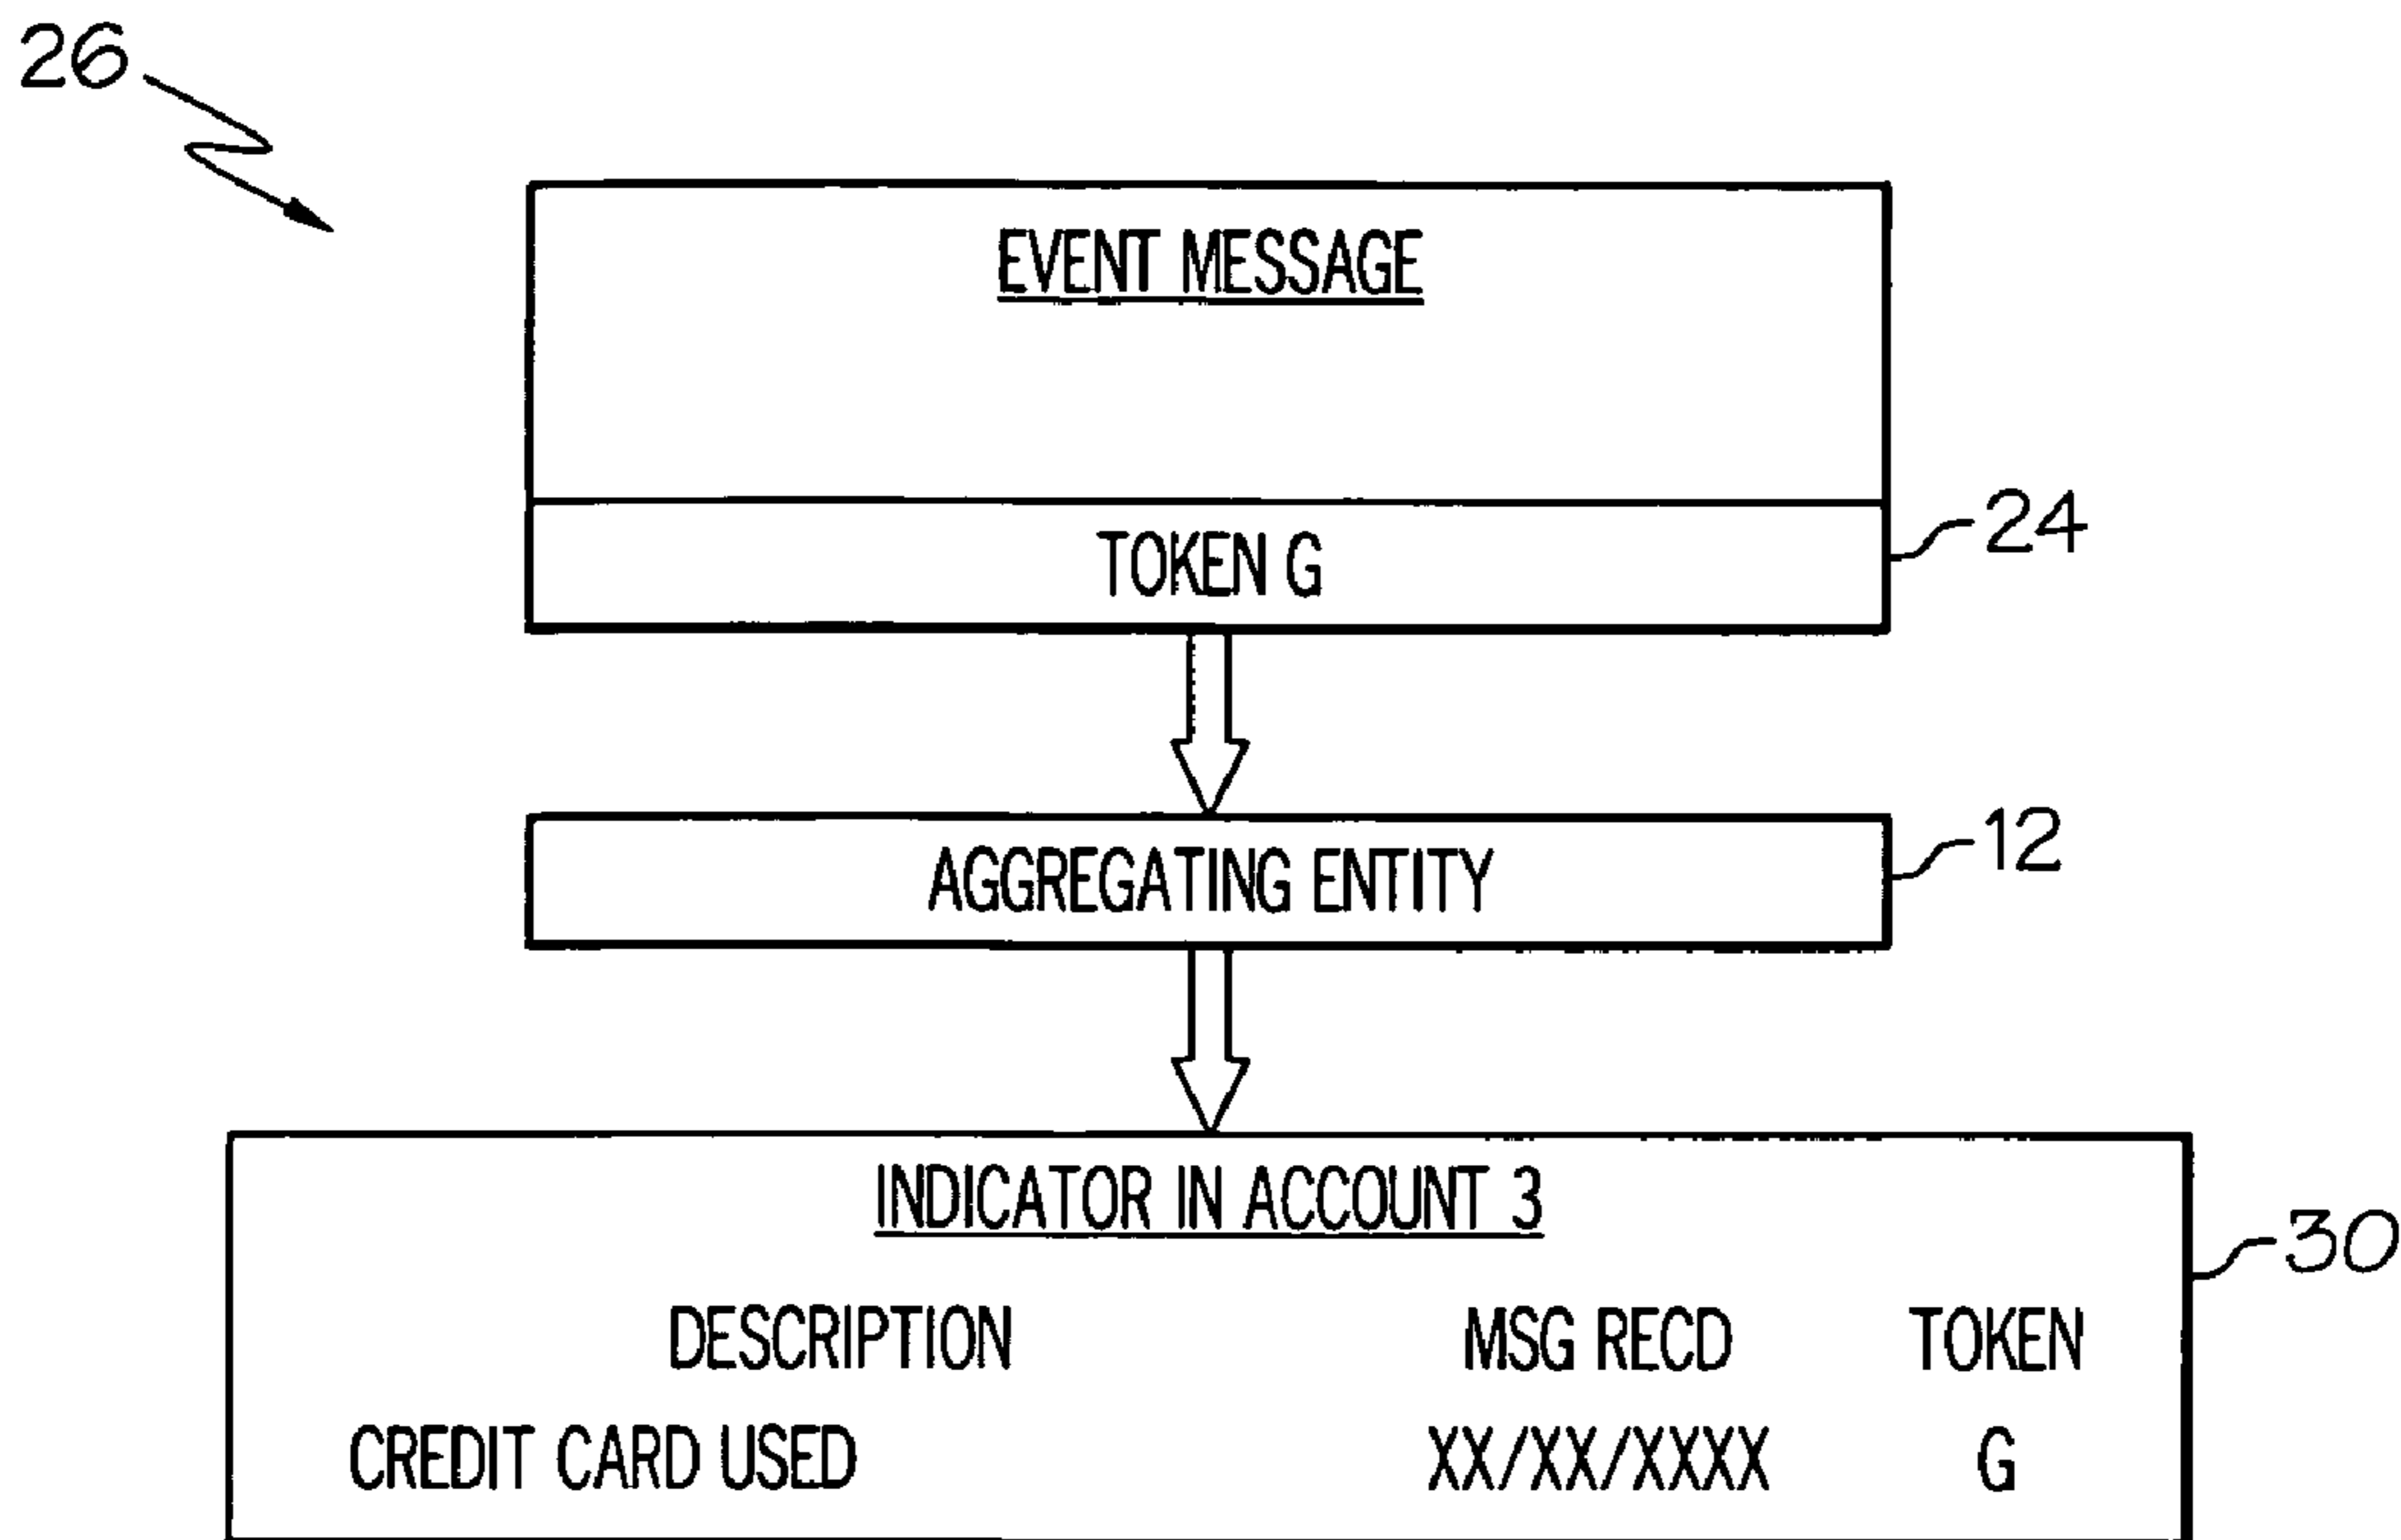 26
EVENT MESSAGE
TOKEN G
24
AGGREGATING ENTITY
12
INDICATOR IN ACCOUNT 3
30
DESCRIPTION MSG RECD TOKEN
CREDIT CARD USED XX/XX/XXXX G